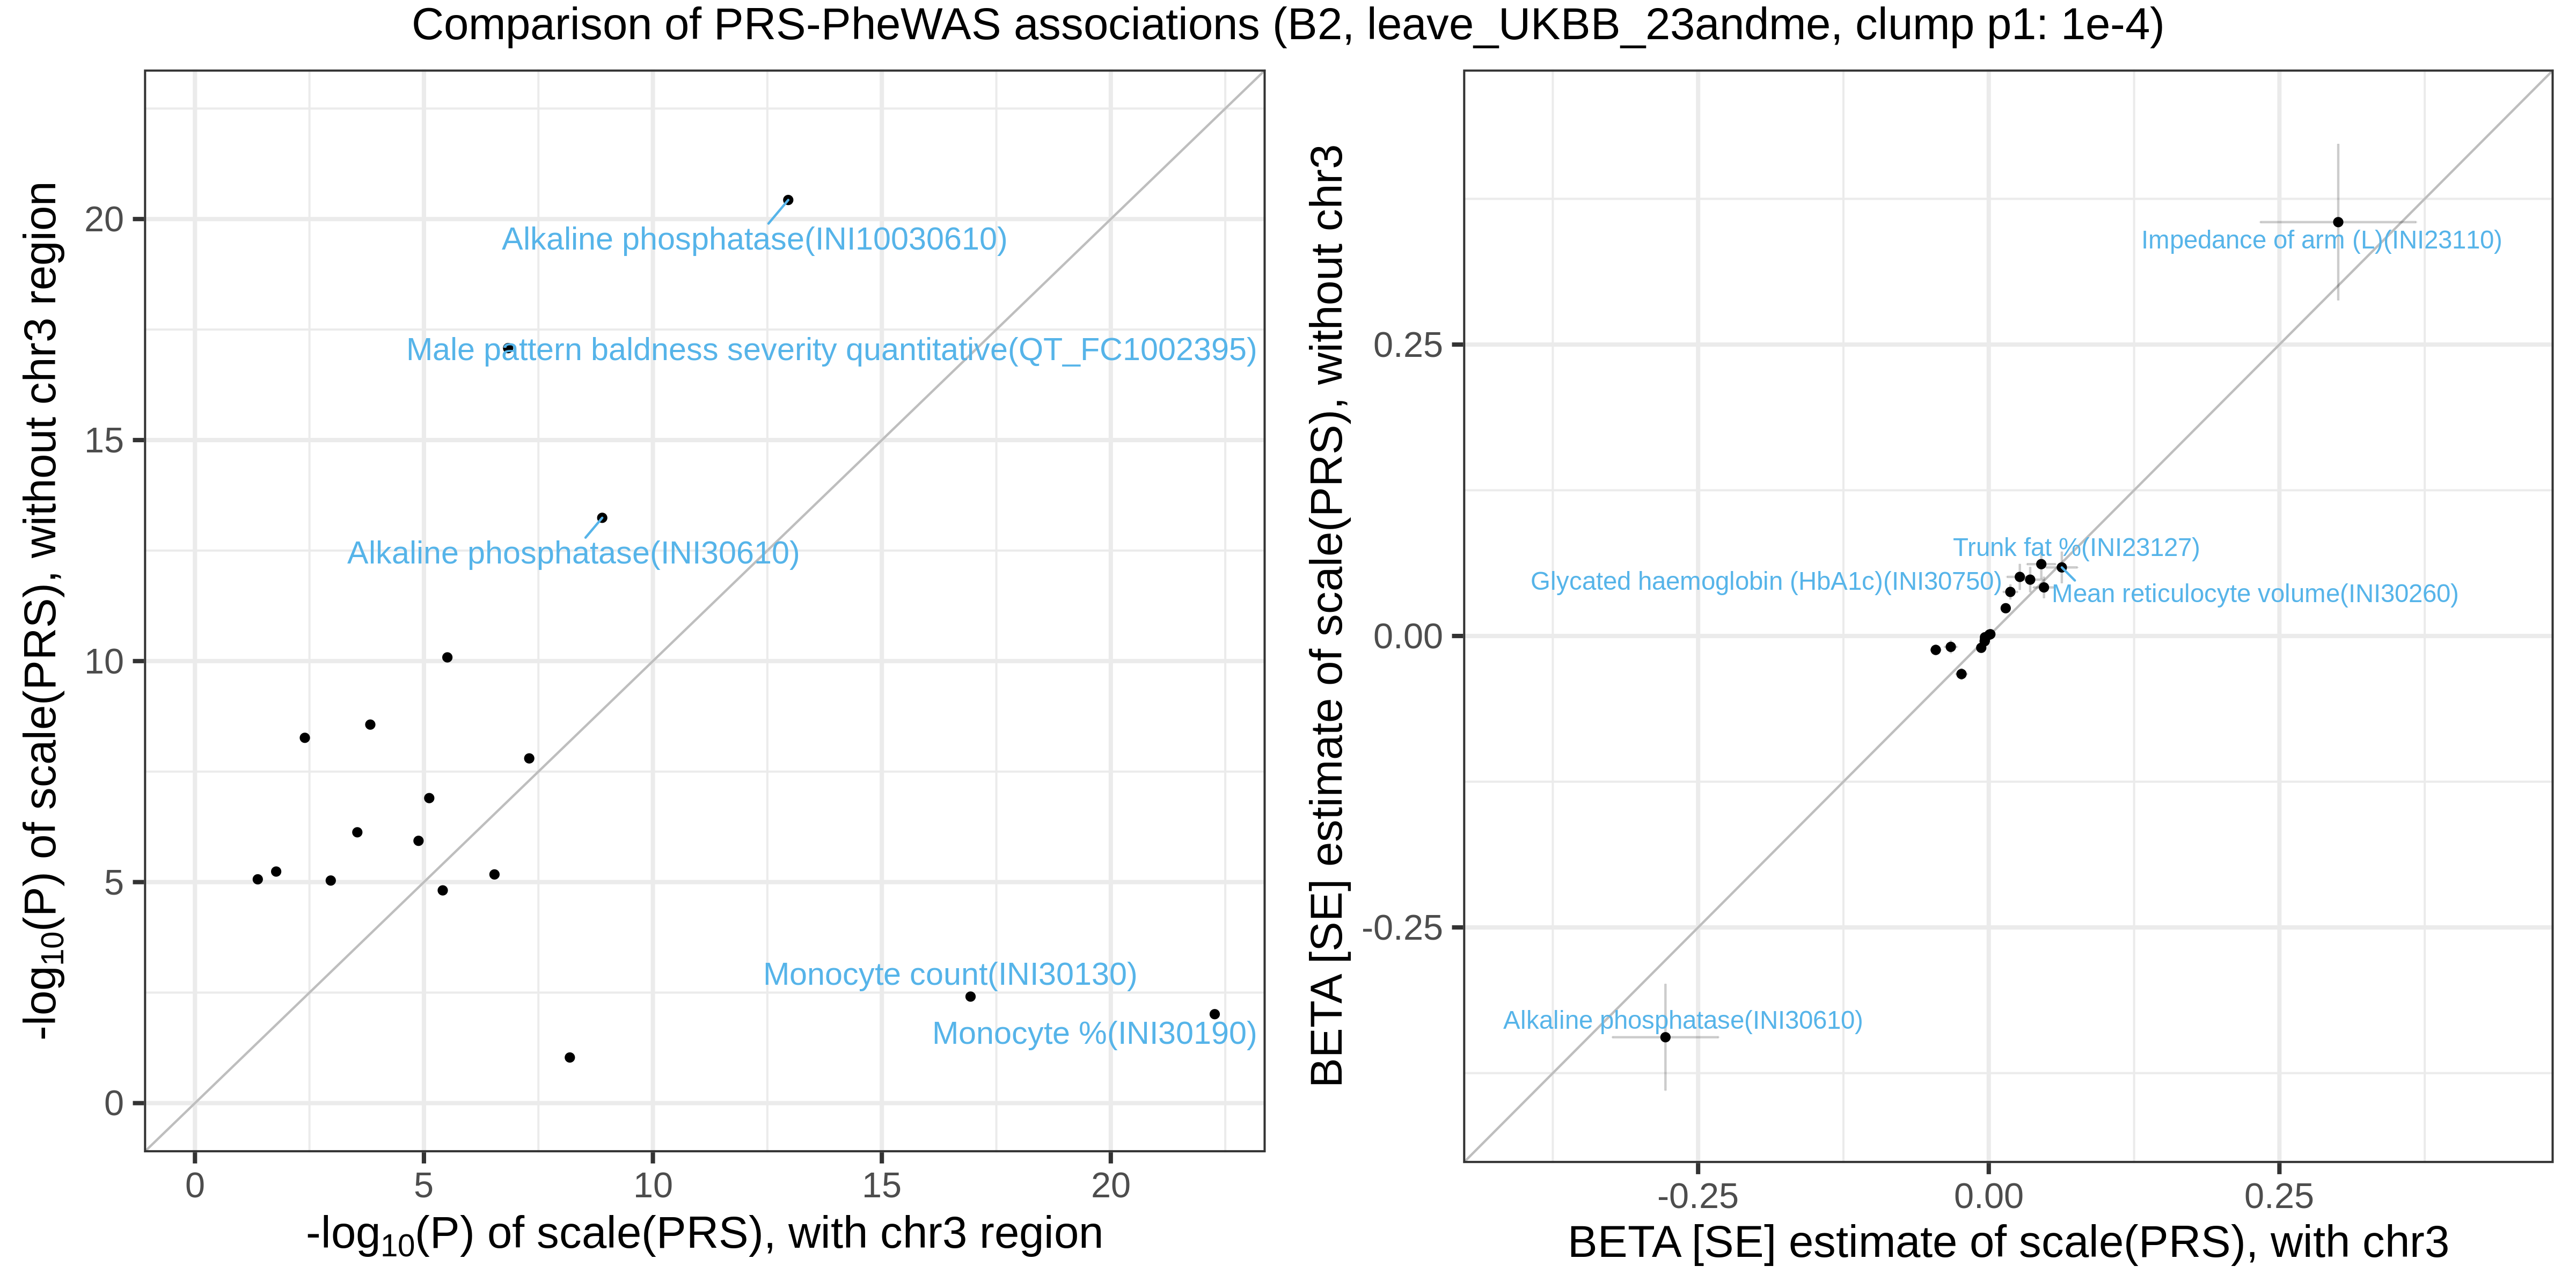 Comparison of PRS-PheWAS associations (B2, leave_UKBB_23andme, clump p1: 1e-4)
-log10(P) of scale(PRS), without chr3 region
20
15
10
5
0
Alkaline phosphatase(INI10030610)
Male pattern baldness severity quantitative(QT_FC1002395)
Alkaline phosphatase(INI30610)
Monocyte count(INI30130)
Monocyte %(INI30190)
0 5 10 15 20
-log10(P) of scale(PRS), with chr3 region
BETA [SE] estimate of scale(PRS), without chr3
0.25
0.00
-0.25
Impedance of arm (L)(INI23110)
Trunk fat %(INI23127)
Glycated haemoglobin (HbA1c)(INI30750)
Mean reticulocyte volume(INI30260)
Alkaline phosphatase(INI30610)
-0.25 0.00 0.25
BETA [SE] estimate of scale(PRS), with chr3